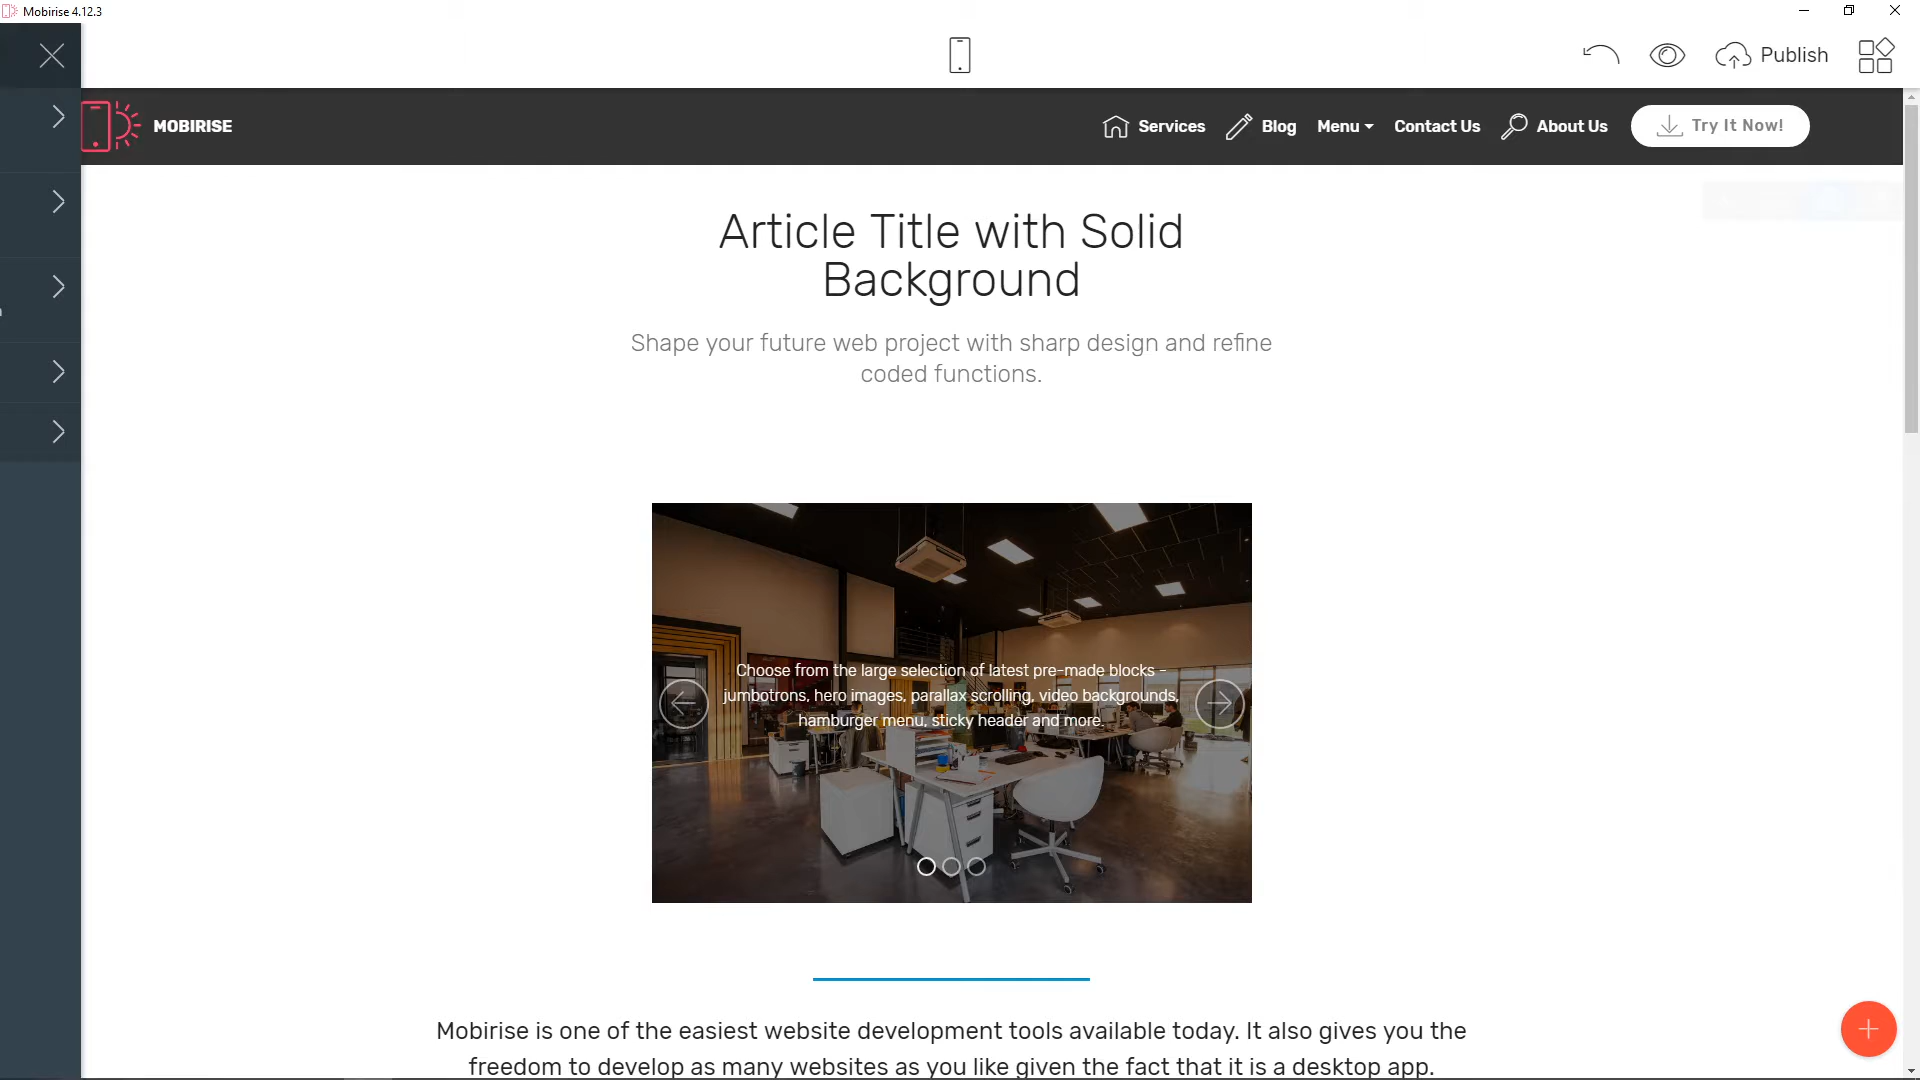 Mobirise 4.12.3
Publish
MOBIRISE
Services
Blog
Menu
Contact Us
About Us
Try It Now!
Article Title with Solid
Background
Shape your future web project with sharp design and refine
coded functions.
Choose from the large selection of latest pre-made blocks -
jumbotrons, hero images, parallax scrolling, video backgrounds,
hamburger menu, sticky header and more.
Mobirise is one of the easiest website development tools available today. It also gives you the
freedom to develop as many websites as you like given the fact that it is a desktop app.